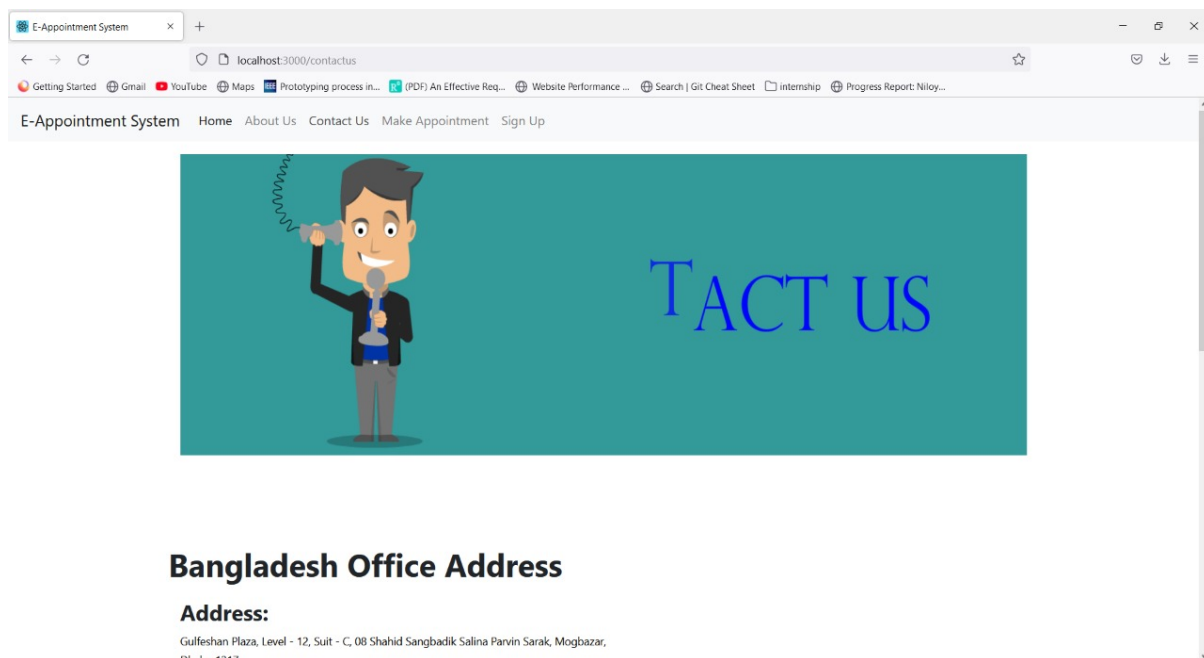 E-Appointment System
localhost:3000/contactus
Getting Started Gmail YouTube Maps Prototyping process in... (PDF) An Effective Req... Website Performance ... Search | Git Cheat Sheet internship Progress Report: Niloy...
E-Appointment System Home About Us Contact Us Make Appointment Sign Up
TACT US
Bangladesh Office Address
Address:
Gulfeshan Plaza, Level - 12, Suit - C, 08 Shahid Sangbadik Salina Parvin Sarak, Mogbazar,